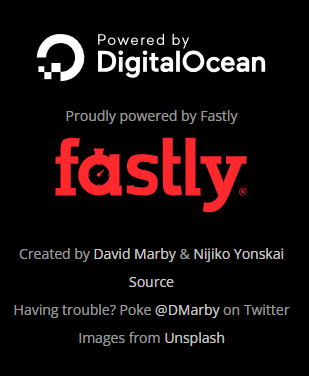 Powered by
DigitalOcean
Proudly powered by Fastly
fastly®
Created by David Marby & Nijiko Yonskai
Source
Having trouble? Poke @DMarby on Twitter
Images from Unsplash